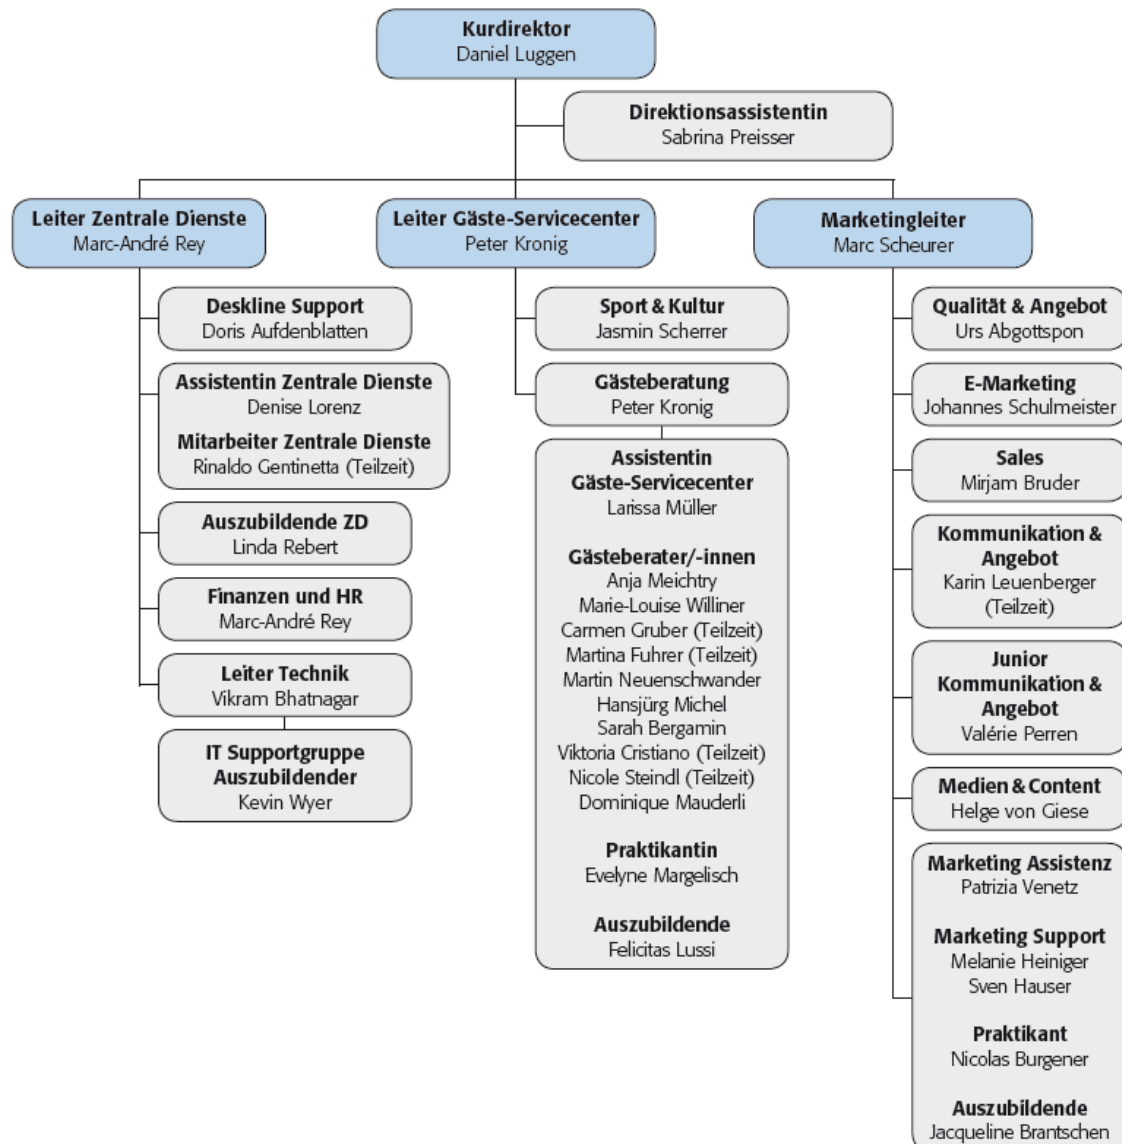 Kurdirektor
Daniel Luggen
Direktionsassistentin
Sabrina Preisser
Leiter Zentrale Dienste
Marc-André Rey
Deskline Support
Doris Aufdenblatten
Assistentin Zentrale Dienste
Denise Lorenz
Mitarbeiter Zentrale Dienste
Rinaldo Gentinetta (Teilzeit)
Auszubildende ZD
Linda Rebert
Finanzen und HR
Marc-André Rey
Leiter Technik
Vikram Bhatnagar
IT Supportgruppe
Auszubildender
Kevin Wyer
Leiter Gäste-Servicecenter
Peter Kronig
Sport & Kultur
Jasmin Scherrer
Gästeberatung
Peter Kronig
Assistentin
Gäste-Servicecenter
Larissa Müller
Gästeberater/-innen
Anja Meichtry
Marie-Louise Williner
Carmen Gruber (Teilzeit)
Martina Fuhrer (Teilzeit)
Martin Neuenschwander
Hansjürg Michel
Sarah Bergamin
Viktoria Cristiano (Teilzeit)
Nicole Steindl (Teilzeit)
Dominique Mauderli
Praktikantin
Evelyne Margelisch
Auszubildende
Felicitas Lussi
Marketingleiter
Marc Scheurer
Qualität & Angebot
Urs Abgottspon
E-Marketing
Johannes Schulmeister
Sales
Mirjam Bruder
Kommunikation &
Angebot
Karin Leuenberger
(Teilzeit)
Junior
Kommunikation &
Angebot
Valérie Perren
Medien & Content
Helge von Giese
Marketing Assistenz
Patrizia Venetz
Marketing Support
Melanie Heiniger
Sven Hauser
Praktikant
Nicolas Burgener
Auszubildende
Jacqueline Brantschen